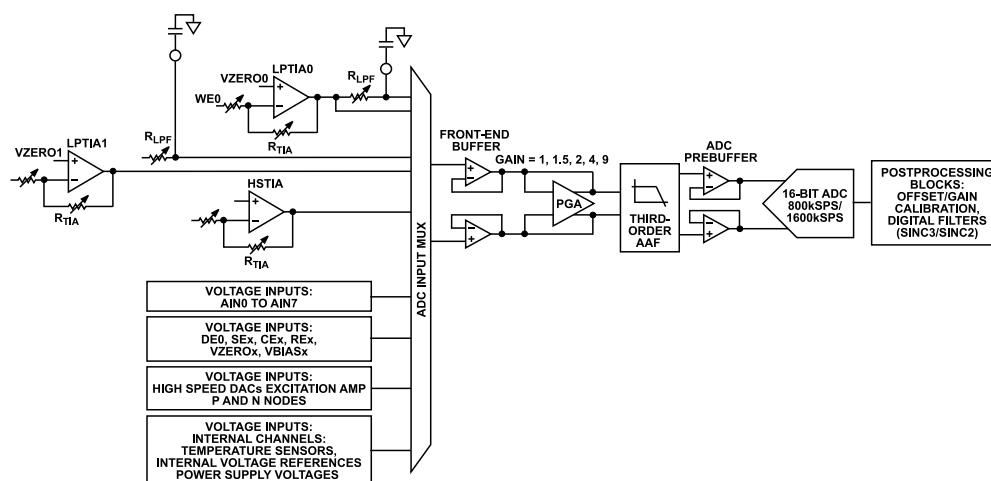 VZERO0
LPTIA0
WE0
RTIA
RLPF
LPTIA1
VZERO1
RTIA
RLPF
HSTIA
RTIA
VOLTAGE INPUTS:
AIN0 TO AIN7
VOLTAGE INPUTS:
DE0, SEx, CEx, REx,
VZEROx, VBIASx
VOLTAGE INPUTS:
HIGH SPEED DACs EXCITATION AMP
P AND N NODES
VOLTAGE INPUTS:
INTERNAL CHANNELS:
TEMPERATURE SENSORS,
INTERNAL VOLTAGE REFERENCES
POWER SUPPLY VOLTAGES
ADC INPUT MUX
FRONT-END
BUFFER
GAIN = 1, 1.5, 2, 4, 9
PGA
THIRD-
ORDER
AAF
ADC
PREBUFFER
16-BIT ADC
800kSPS/
1600kSPS
POSTPROCESSING
BLOCKS:
OFFSET/GAIN
CALIBRATION,
DIGITAL FILTERS
(SINC3/SINC2)